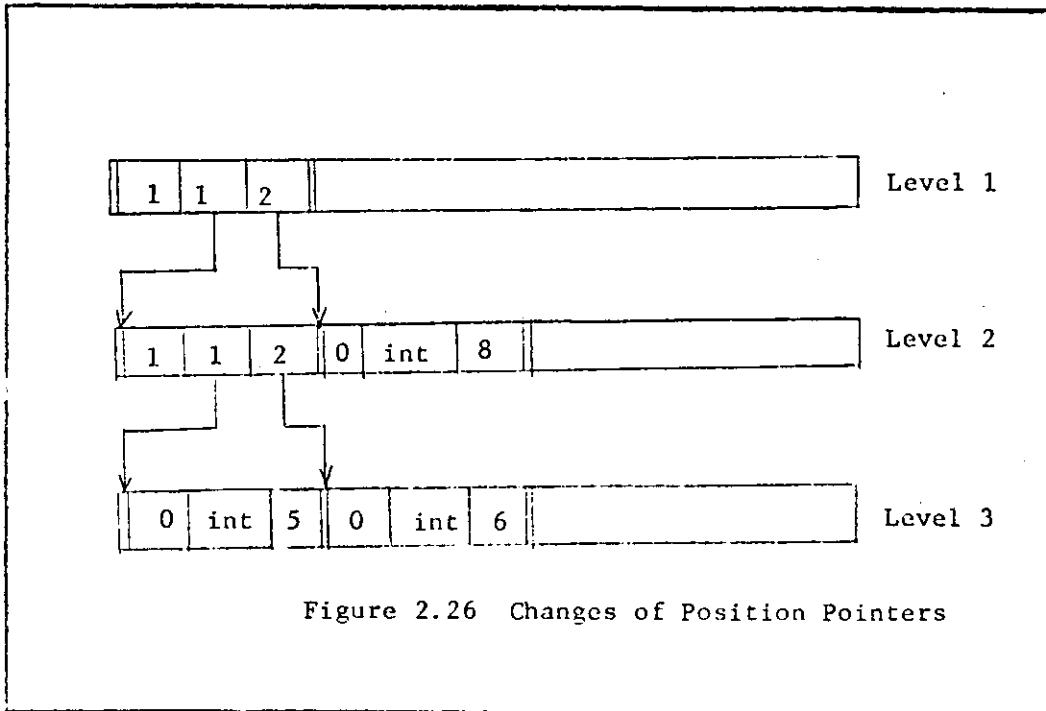 1 1 2 Level 1
1 1 2 0 int 8 Level 2
0 int 5 0 int 6 Level 3
Figure 2.26 Changes of Position Pointers